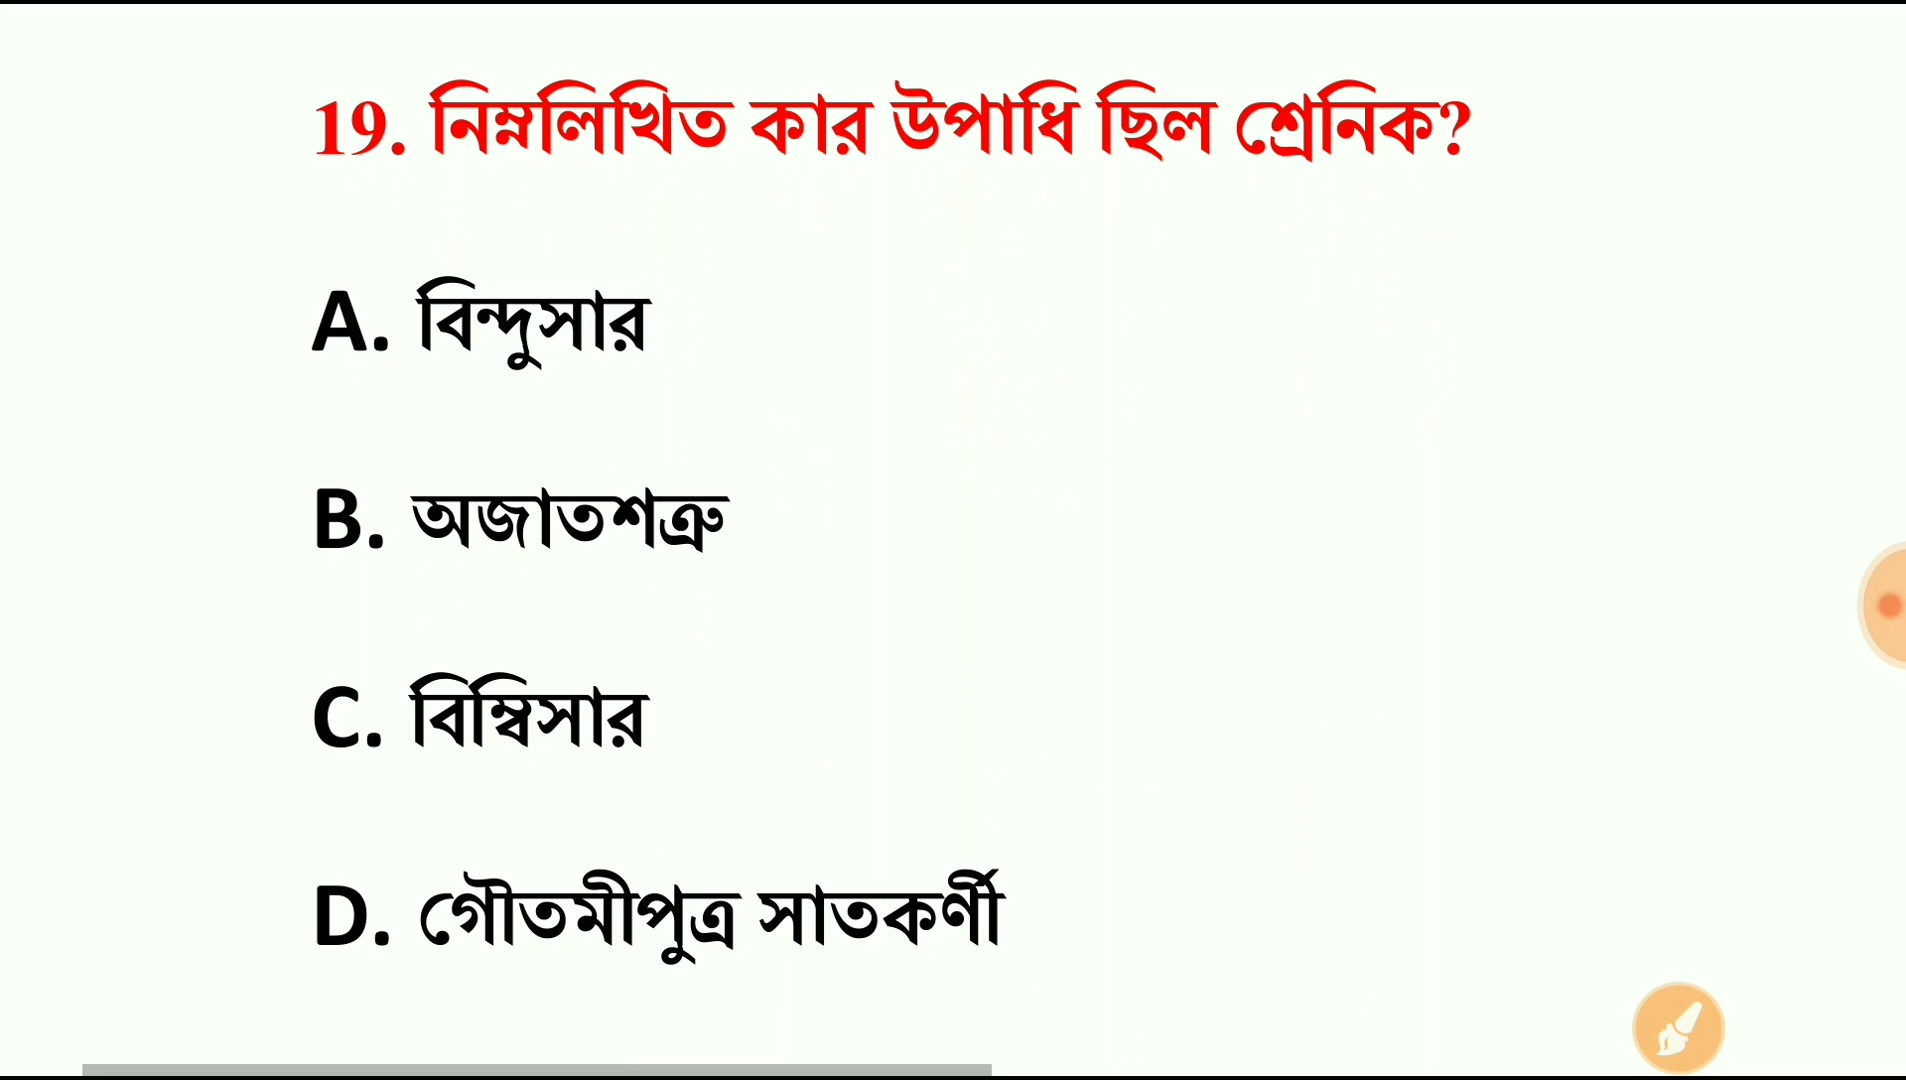 19. নিম্নলিখিত কার উপাধি ছিল শ্রেনিক?
A. বিন্দুসার
B. অজাতশত্রু
C. বিম্বিসার
D. গৌতমীপুত্র সাতকর্ণী